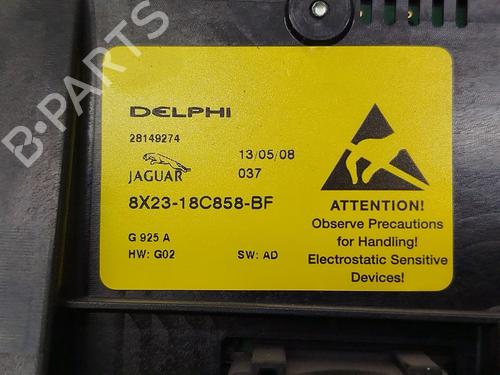 B-PARTS
DELPHI
28149274
13/05/08
JAGUAR
037
8X23-18C858-BF
G 925 A
HW: G02
SW: AD
ATTENTION!
Observe Precautions
for Handling!
Electrostatic Sensitive
Devices!